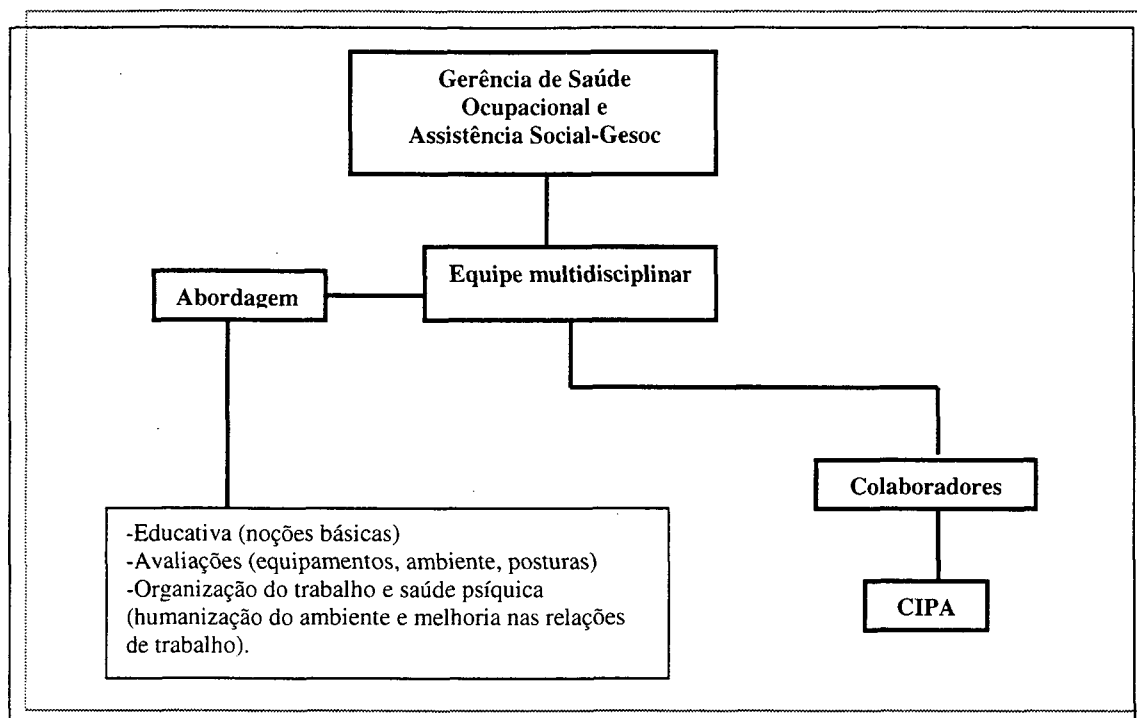 Gerência de Saúde
Ocupacional e
Assistência Social-Gesoc
Equipe multidisciplinar
Abordagem
Colaboradores
-Educativa (noções básicas)
-Avaliações (equipamentos, ambiente, posturas)
-Organização do trabalho e saúde psíquica
(humanização do ambiente e melhoria nas relações
de trabalho).
CIPA